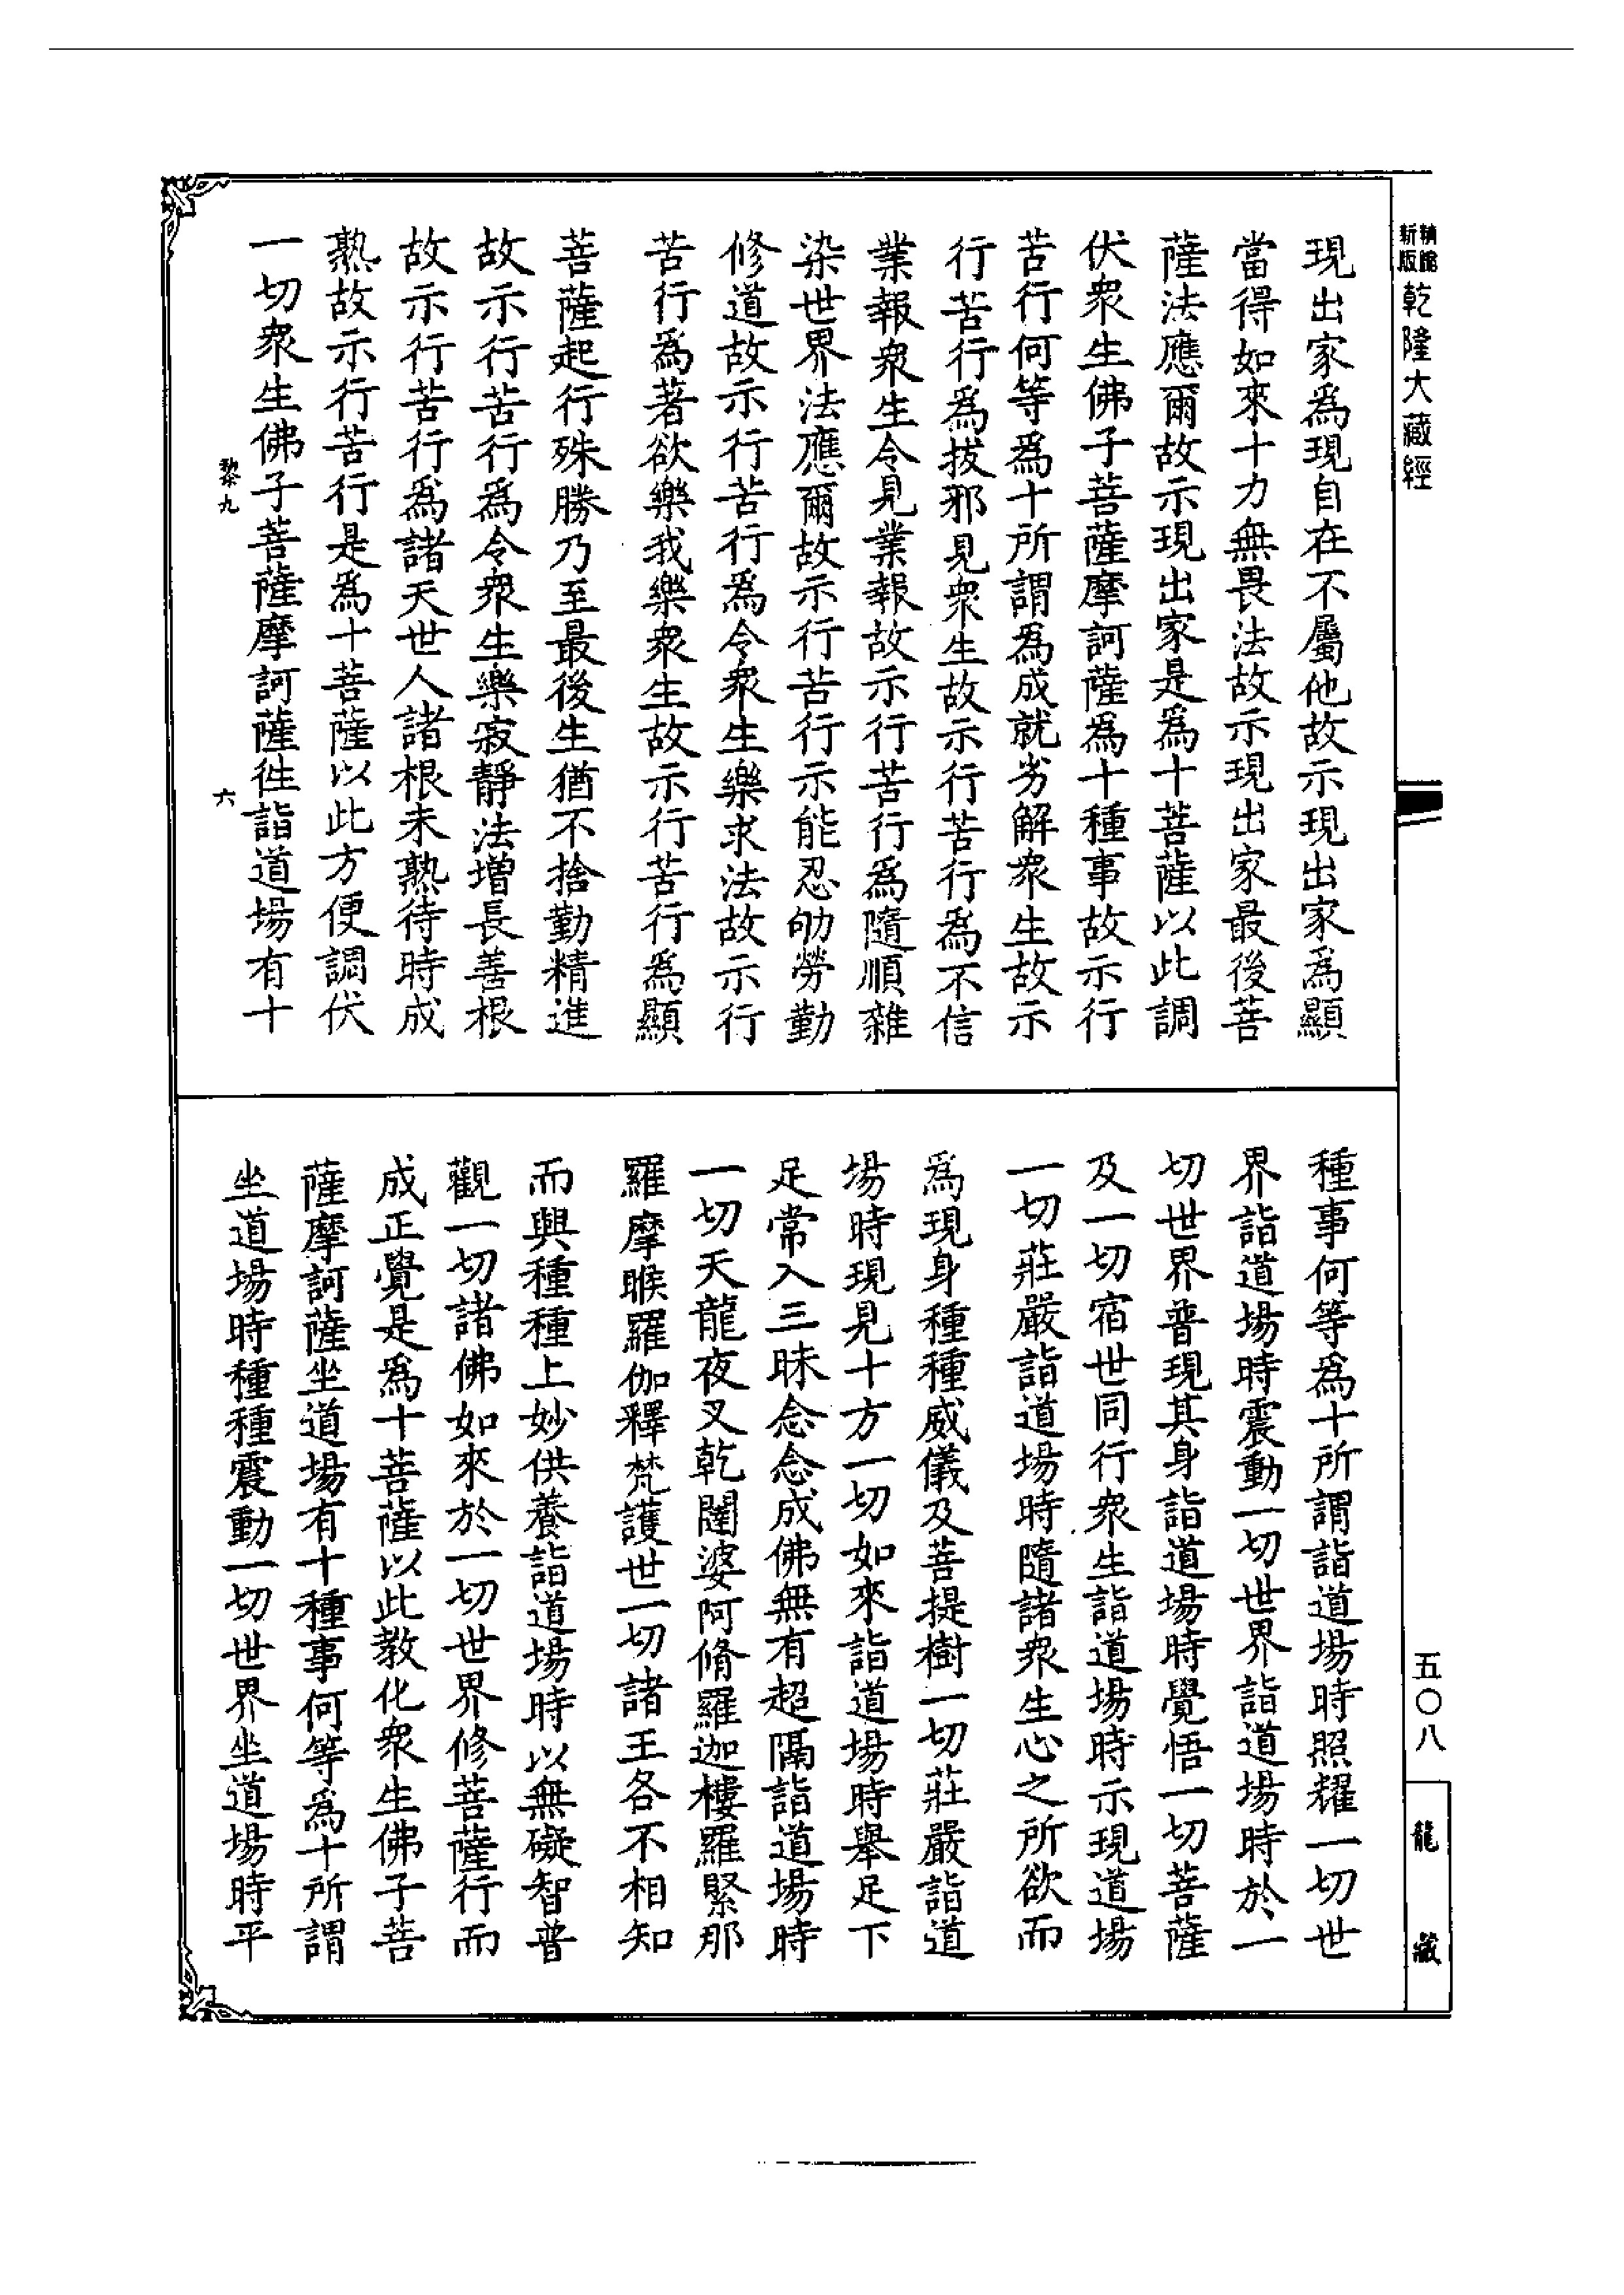 新版
精縮
乾隆大藏經
現出家爲現自在不屬他故示現出家爲顯
當得如來十力無畏法故示現出家最後菩
薩法應爾故示現出家是爲十菩薩以此調
伏衆生佛子菩薩摩訶薩爲十種事故示行
苦行何等爲十所謂爲成就劣解衆生故示
行苦行爲拔邪見衆生故示行苦行爲不信
業報衆生令見業報故示行苦行爲隨順雜
染世界法應爾故示行苦行示能忍劬勞勤
修道故示行苦行爲令衆生樂求法故示行
苦行爲著欲樂我樂衆生故示行苦行爲顯
菩薩起行殊勝乃至最後生猶不捨勤精進
故示行苦行爲令衆生樂寂靜法增長善根
故示行苦行爲諸天世人諸根未熟待時成
熟故示行苦行是爲十菩薩以此方便調伏
一切衆生佛子菩薩摩訶薩徃詣道場有十
黎九
六
種事何等爲十所謂詣道場時照耀一切世
界詣道場時震動一切世界詣道場時於一
切世界普現其身詣道場時覺悟一切菩薩
及一切宿世同行衆生詣道場時示現道場
一切莊嚴詣道場時隨諸衆生心之所欲而
爲現身種種威儀及菩提樹一切莊嚴詣道
場時現見十方一切如來詣道場時舉足下
足常入三昧念念成佛無有超隔詣道場時
一切天龍夜叉乾闥婆阿脩羅迦樓羅緊那
羅摩睺羅伽釋梵護世一切諸王各不相知
而興種種上妙供養詣道場時以無礙智普
觀一切諸佛如來於一切世界修菩薩行而
成正覺是爲十菩薩以此教化衆生佛子菩
薩摩訶薩坐道場有十種事何等爲十所謂
坐道場時種種震動一切世界坐道場時平
五〇八
龍藏